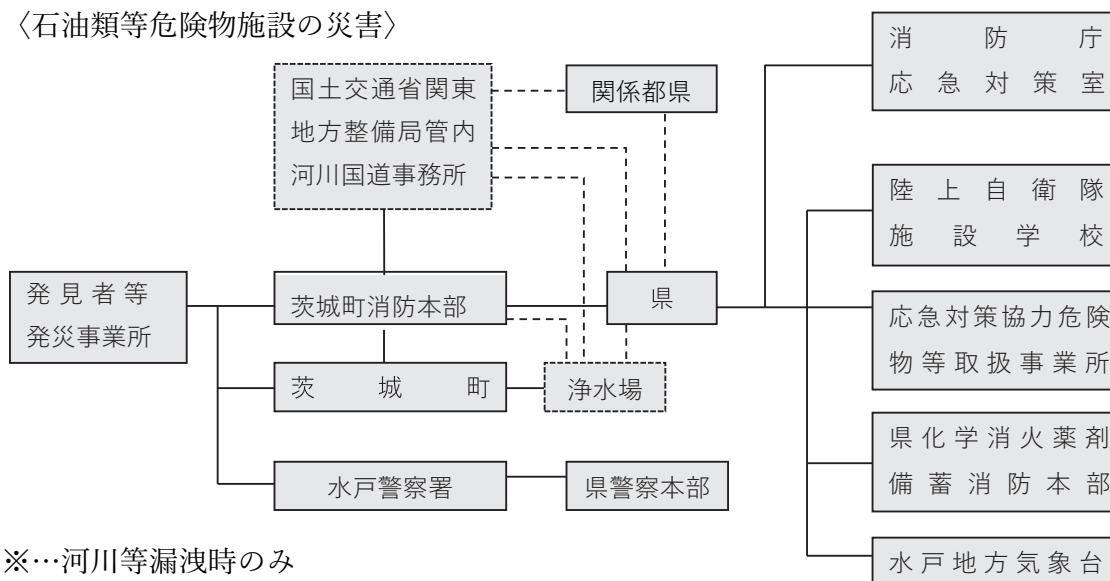 〈石油類等危険物施設の災害〉
消防庁
応急対策室
国土交通省関東
地方整備局管内
河川国道事務所
関係都県
陸上自衛隊
施設学校
発見者等
発災事業所
茨城町消防本部
県
応急対策協力危険
物等取扱事業所
茨城町
浄水場
県化学消火薬剤
備蓄消防本部
水戸警察署
県警察本部
水戸地方気象台
※…河川等漏洩時のみ